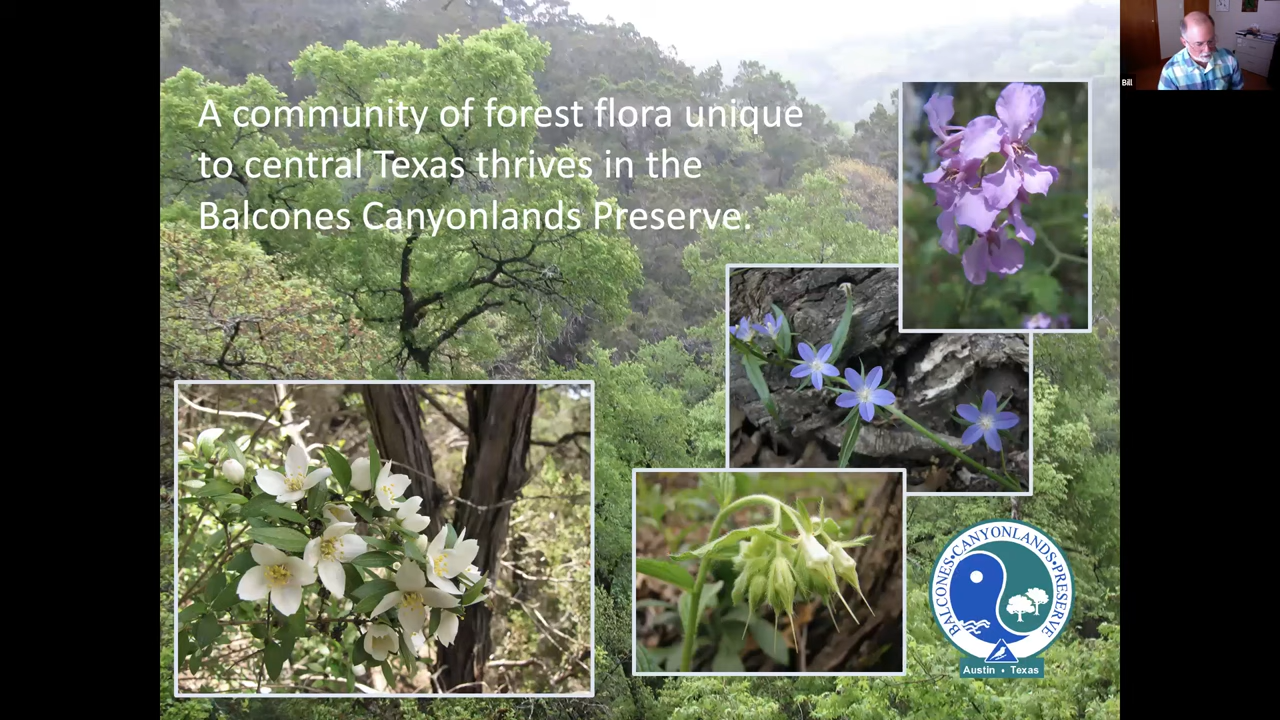 A community of forest flora unique
to central Texas thrives in the
Balcones Canyonlands Preserve.
Bill
BALCONES • CANYONLANDS • PRESERVE
Austin • Texas